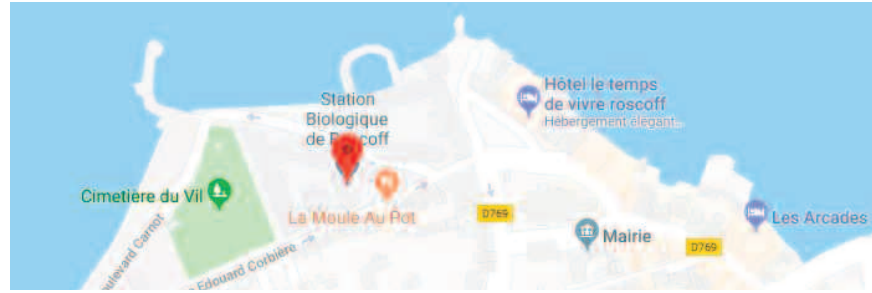 Station
Biologique
de Roscoff
Hôtel le temps
de vivre roscoff
Hébergement élégant...
Cimetière du Vil
La Moule Au Pot
D769
Mairie
D769
Les Arcades
oulevard Carnot
Edouard Corbière